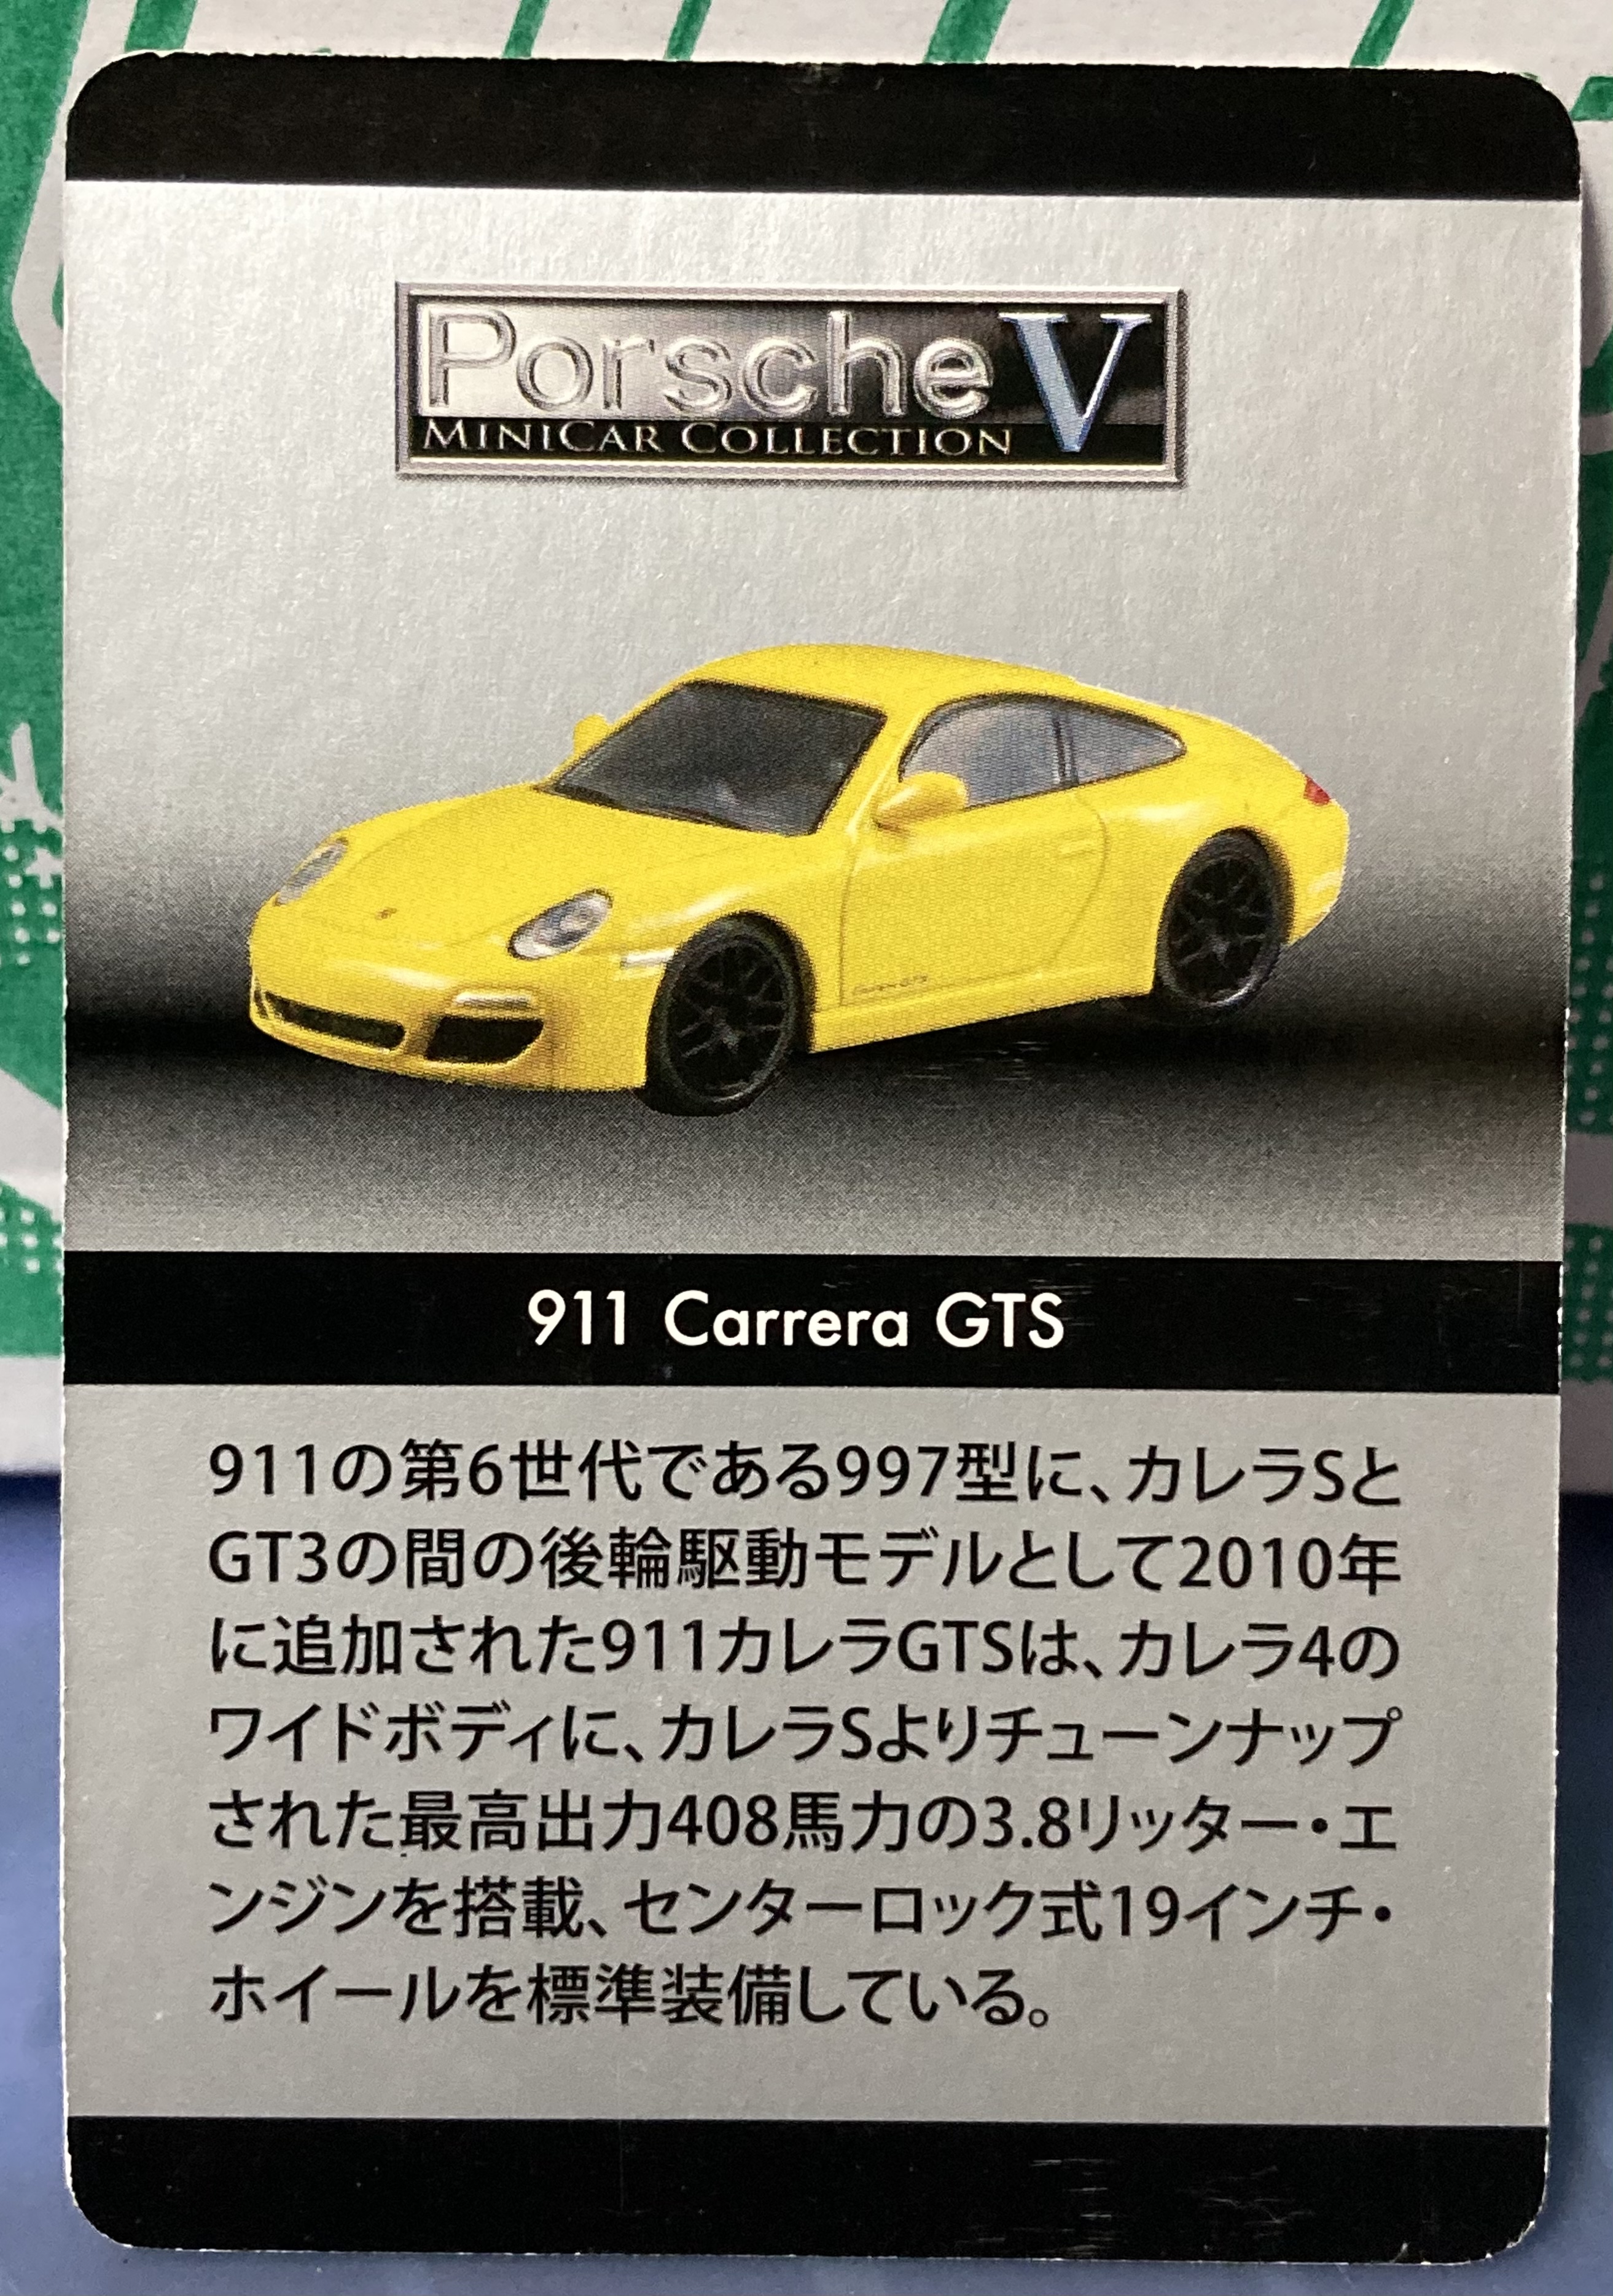 Porsche V
MINICAR COLLECTION
911 Carrera GTS
911の第6世代である997型に、カレラSと
GT3の間の後輪駆動モデルとして2010年
に追加された911カレラGTSは、カレラ4の
ワイドボディに、カレラSよりチューンナップ
された最高出力408馬力の3.8リッター・エ
ンジンを搭載、センターロック式19インチ・
ホイールを標準装備している。